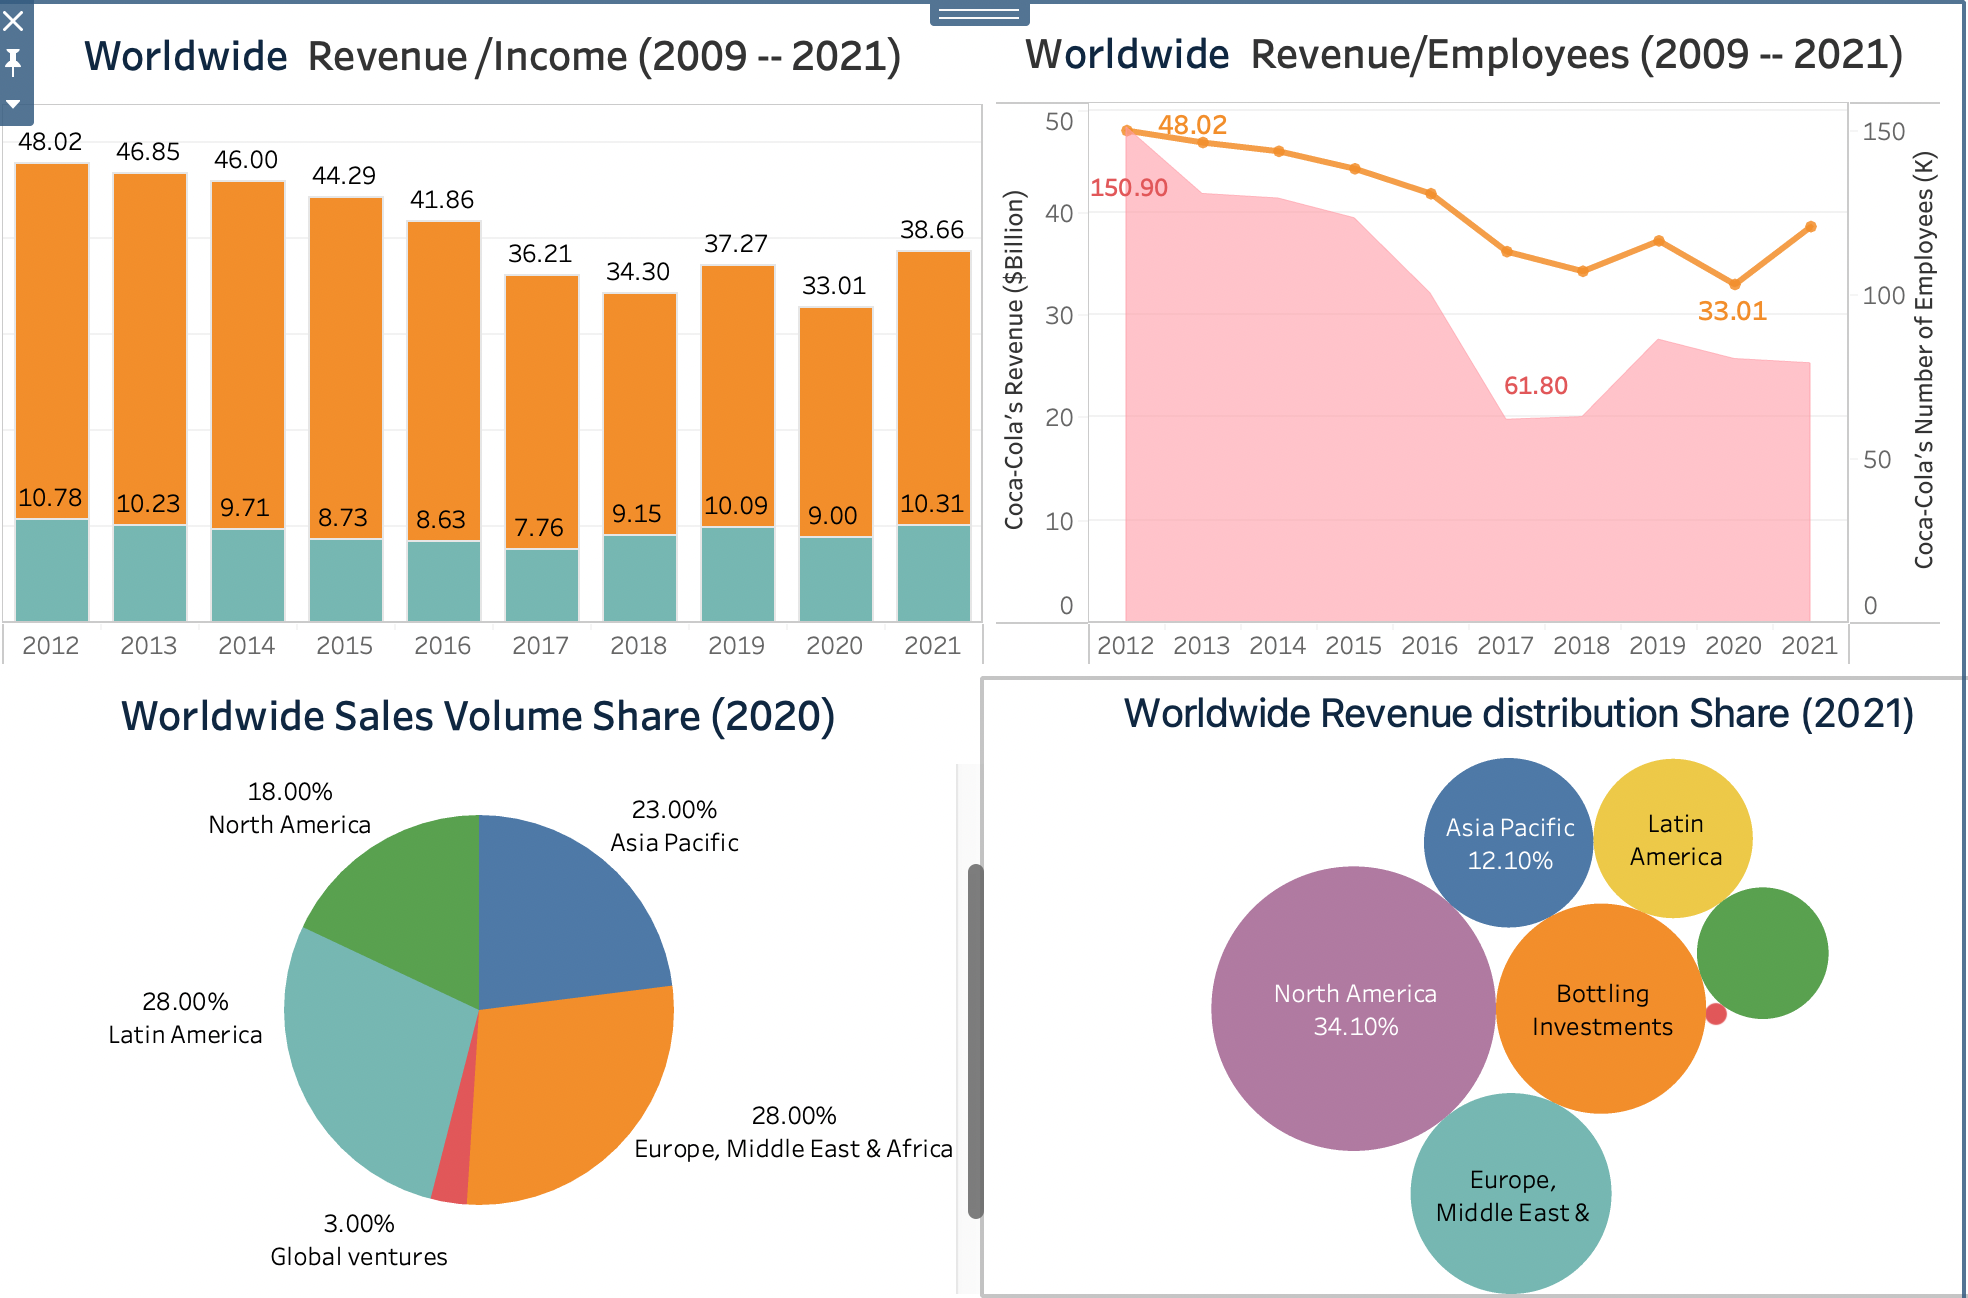 Worldwide Revenue /Income (2009 -- 2021)
48.02
46.85
46.00
44.29
41.86
36.21
34.30
37.27
33.01
38.66
10.78
10.23
9.71
8.73
8.63
7.76
9.15
10.09
9.00
10.31
2012 2013 2014 2015 2016 2017 2018 2019 2020 2021
Worldwide Revenue/Employees (2009 -- 2021)
Coca-Cola's Revenue ($Billion)
50
40
30
20
10
0
48.02
150.90
61.80
33.01
150
100
50
0
Coca-Cola's Number of Employees (K)
2012 2013 2014 2015 2016 2017 2018 2019 2020 2021
Worldwide Sales Volume Share (2020)
18.00%
North America
23.00%
Asia Pacific
28.00%
Latin America
28.00%
Europe, Middle East & Africa
3.00%
Global ventures
Worldwide Revenue distribution Share (2021)
Asia Pacific
12.10%
Latin
America
North America
34.10%
Bottling
Investments
Europe,
Middle East &